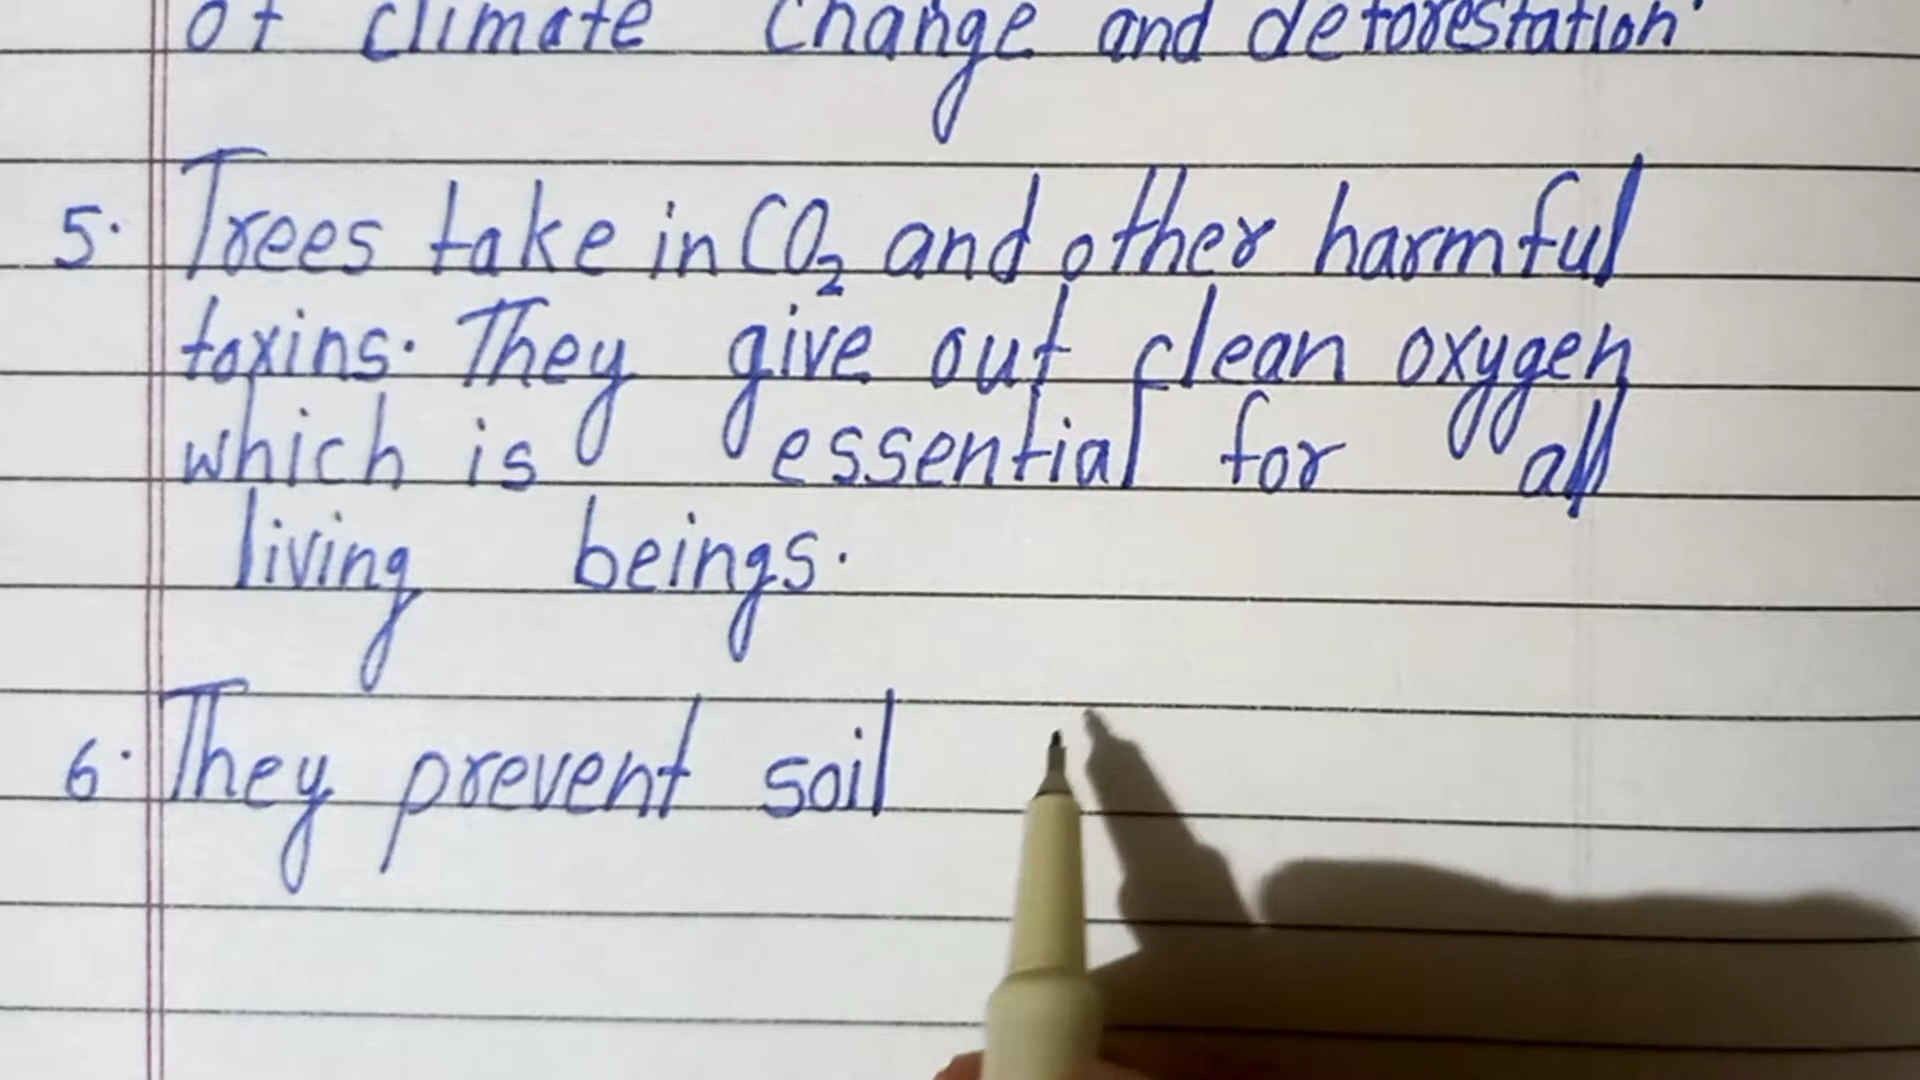 of climate change and deforestation.
5. Trees take in CO₂ and other harmful
toxins. They give out clean oxygen
which is essential for all
living beings.
6. They prevent soil